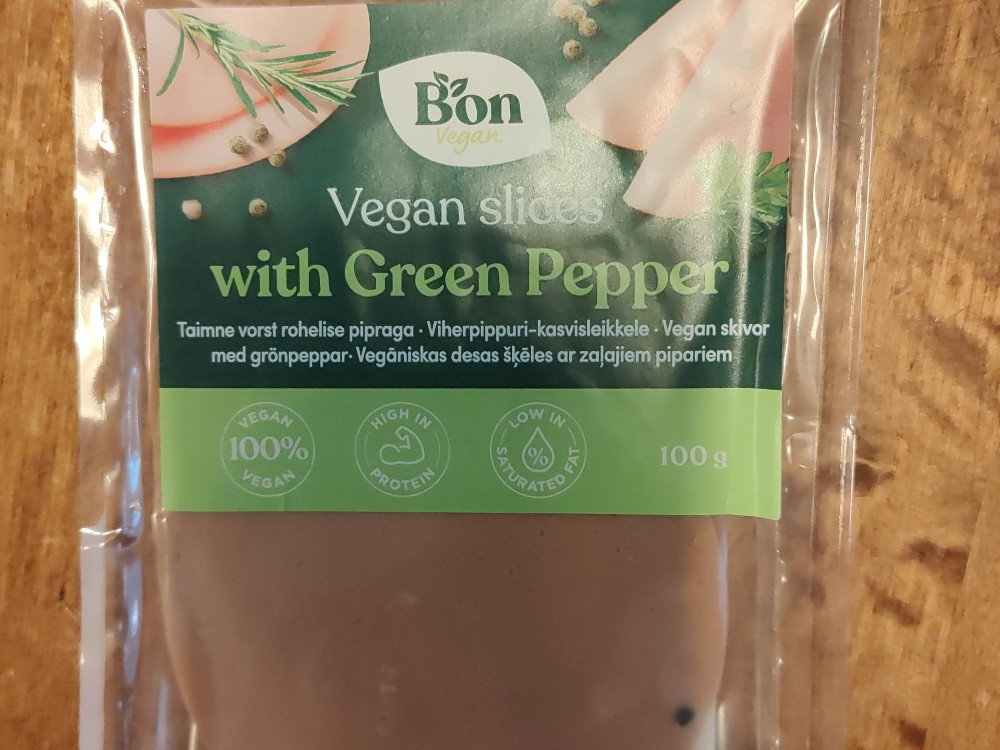 Bon
Vegan
Vegan slices
with Green Pepper
Taimne vorst rohelise pipraga · Viherpippuri-kasvisleikkele · Vegan skivor
med grönpeppar· Vegāniskas desas šķēles ar zaļajiem pipariem
VEGAN
100%
VEGAN
HIGH IN
PROTEIN
LOW IN
%
SATURATED FAT
100 g